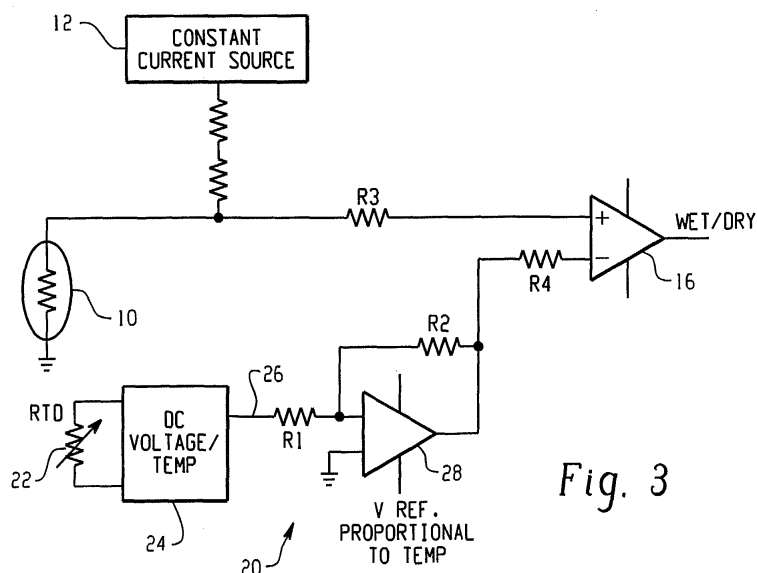 12
CONSTANT
CURRENT SOURCE
R3
+
WET/DRY
−
R4
16
10
R2
26
RTD
DC
VOLTAGE/
TEMP
R1
22
28
24
V REF.
PROPORTIONAL
TO TEMP
20
Fig. 3